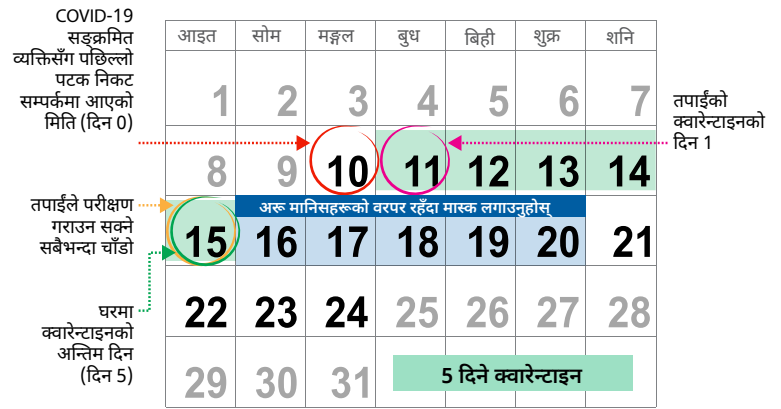 COVID-19
सङ्क्रमित
व्यक्तिसँग पछिल्लो
पटक निकट
सम्पर्कमा आएको
मिति (दिन 0)
आइत सोम मङ्गल बुध बिही शुक्र शनि
1 2 3 4 5 6 7
तपाईंको
क्वारेन्टाइनको
दिन 1
8 9 10 11 12 13 14
तपाईंले परीक्षण
गराउन सक्ने
सबैभन्दा चाँडो
अरू मानिसहरूको वरपर रहँदा मास्क लगाउनुहोस्
15 16 17 18 19 20 21
घरमा
क्वारेन्टाइनको
अन्तिम दिन
(दिन 5)
22 23 24 25 26 27 28
29 30 31
5 दिने क्वारेन्टाइन